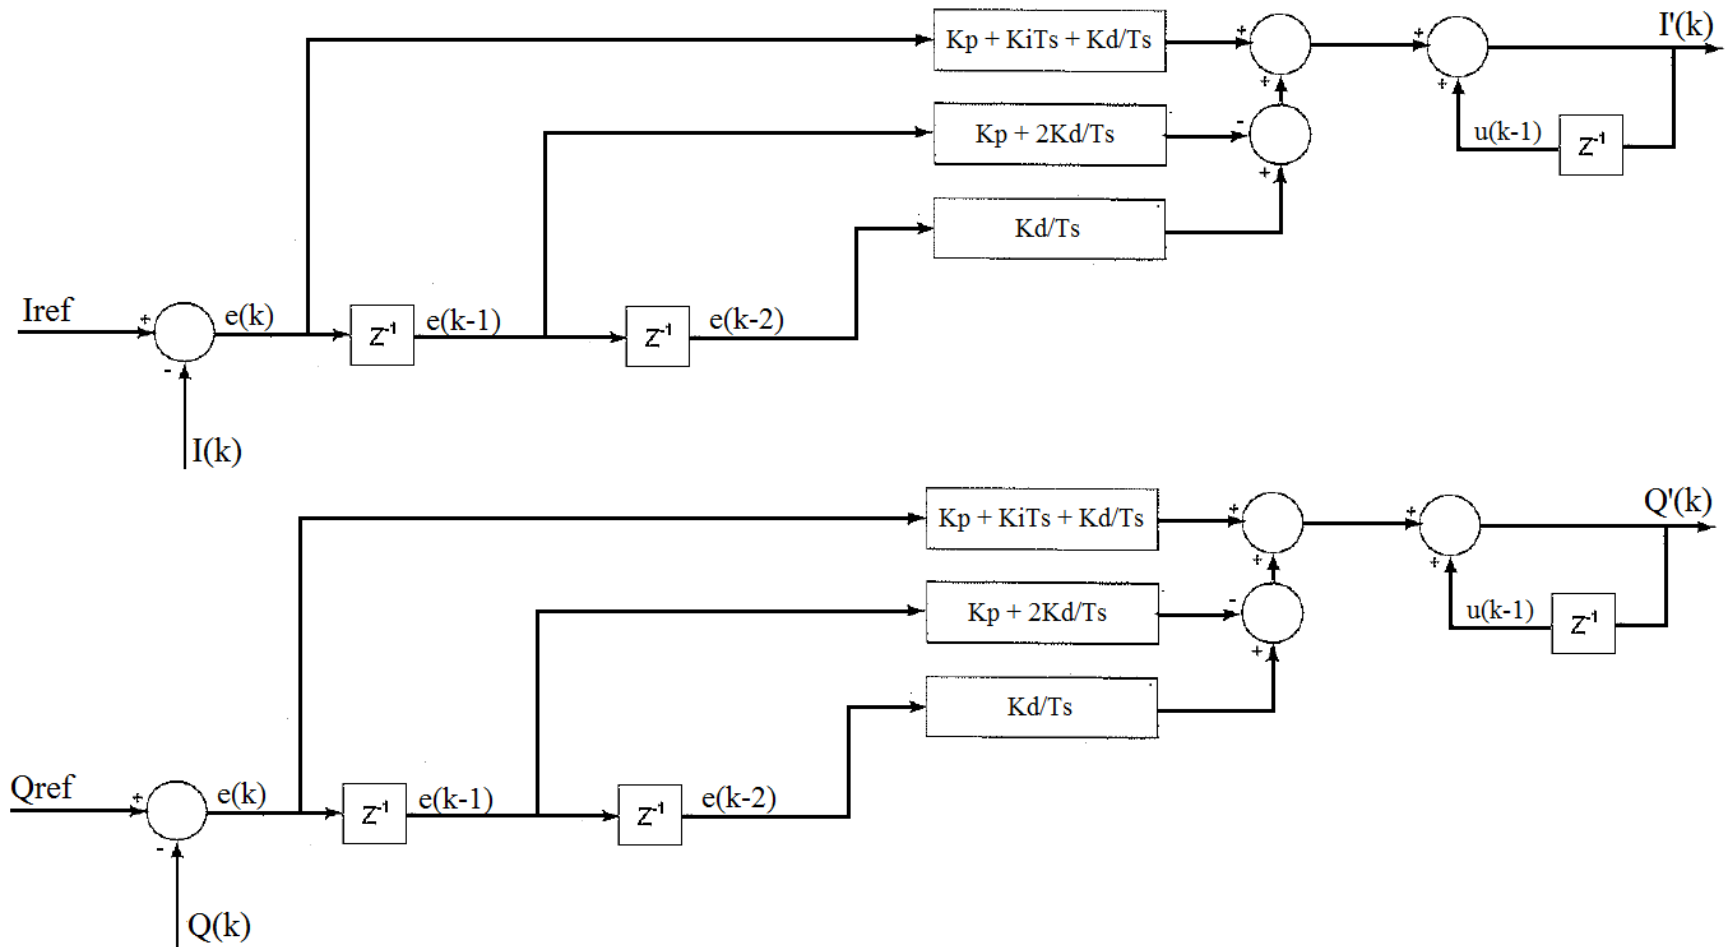 I'(k)
Kp + KiTs + Kd/Ts
+
+
+
+
Kp + 2Kd/Ts
-
+
u(k-1)
Z⁻¹
Kd/Ts
Iref
+
-
e(k)
Z⁻¹
e(k-1)
Z⁻¹
e(k-2)
I(k)
Q'(k)
Kp + KiTs + Kd/Ts
+
+
+
+
Kp + 2Kd/Ts
-
+
u(k-1)
Z⁻¹
Kd/Ts
Qref
+
-
e(k)
Z⁻¹
e(k-1)
Z⁻¹
e(k-2)
Q(k)